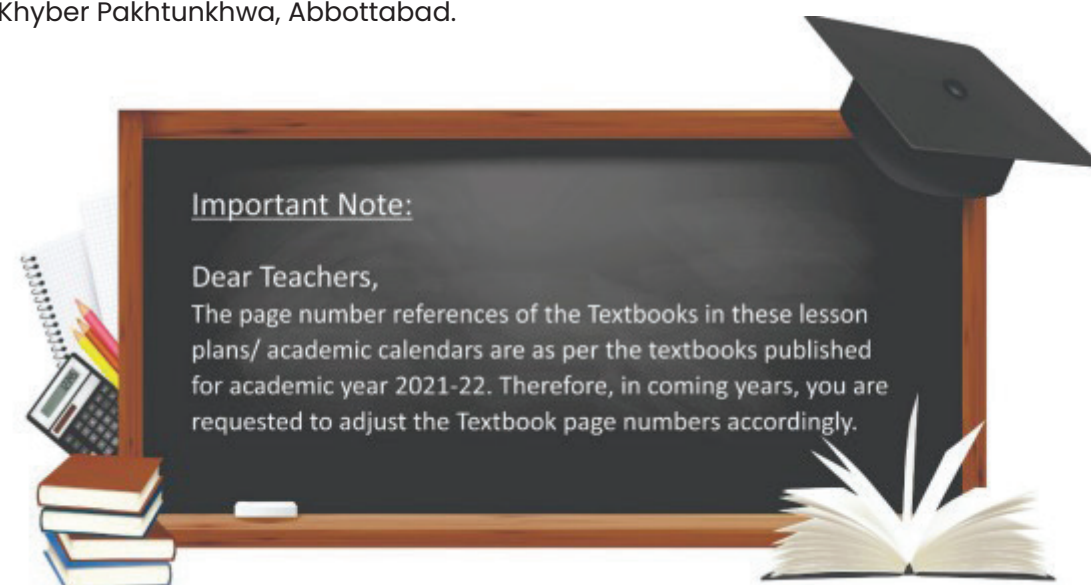 Khyber Pakhtunkhwa, Abbottabad.
Important Note:
Dear Teachers,
The page number references of the Textbooks in these lesson
plans/ academic calendars are as per the textbooks published
for academic year 2021-22. Therefore, in coming years, you are
requested to adjust the Textbook page numbers accordingly.